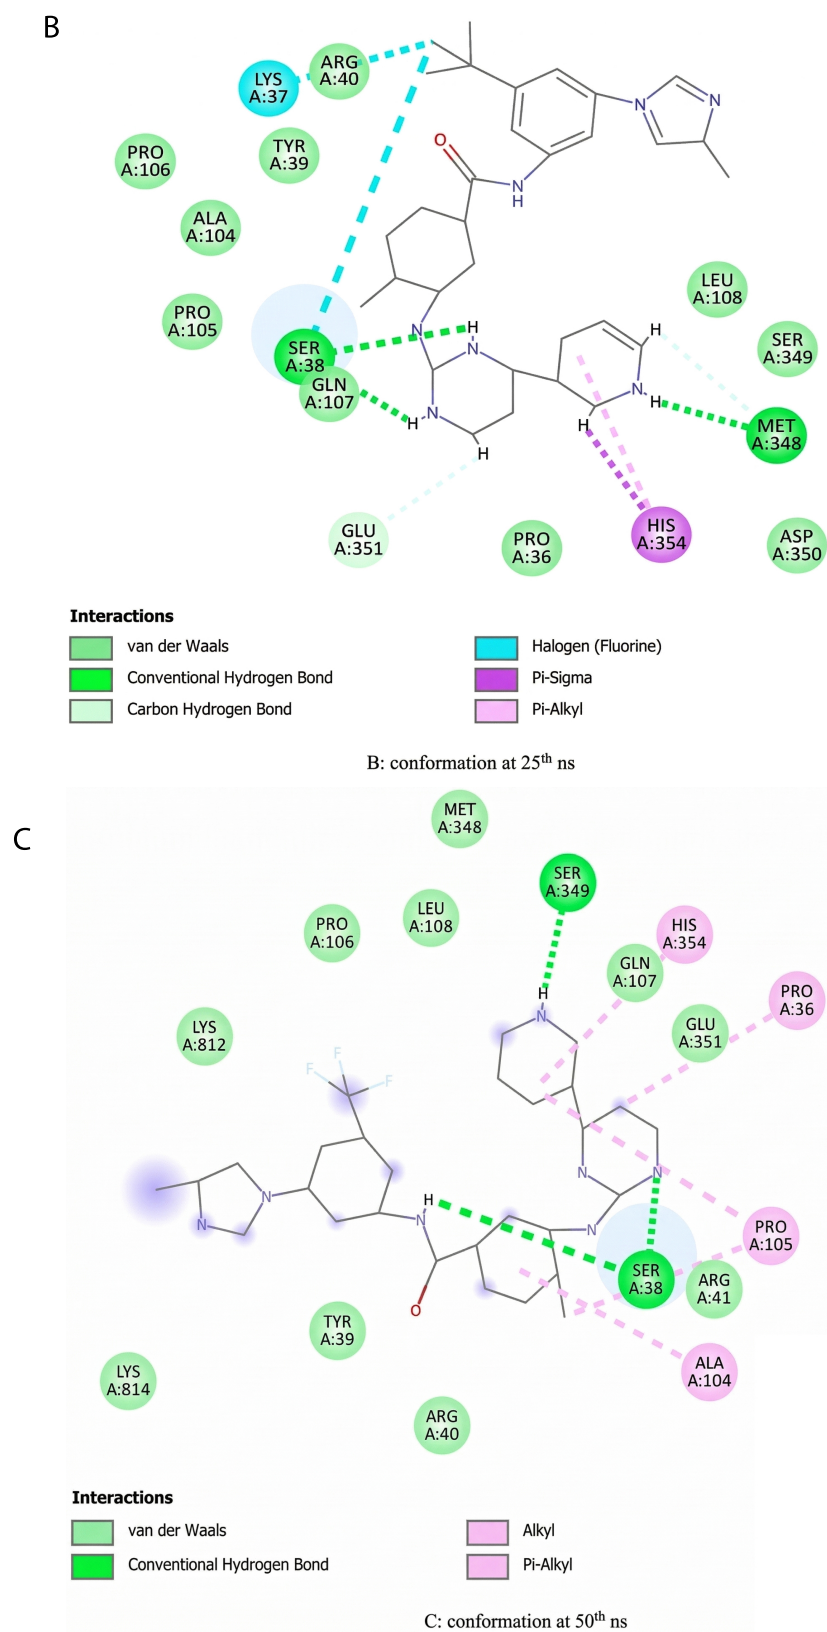 B
LYS
A:37
ARG
A:40
PRO
A:106
TYR
A:39
ALA
A:104
PRO
A:105
SER
A:38
GLN
A:107
GLU
A:351
PRO
A:36
HIS
A:354
ASP
A:350
MET
A:348
SER
A:349
LEU
A:108
O
N
H
N
N
N
H
N
N
H
H
H
N
H
H
Interactions
van der Waals
Conventional Hydrogen Bond
Carbon Hydrogen Bond
Halogen (Fluorine)
Pi-Sigma
Pi-Alkyl
B: conformation at 25th ns
C
MET
A:348
SER
A:349
PRO
A:106
LEU
A:108
HIS
A:354
GLN
A:107
PRO
A:36
GLU
A:351
LYS
A:812
H
N
F
F
F
N
N
H
N
O
N
N
N
PRO
A:105
SER
A:38
ARG
A:41
ALA
A:104
TYR
A:39
LYS
A:814
ARG
A:40
Interactions
van der Waals
Conventional Hydrogen Bond
Alkyl
Pi-Alkyl
C: conformation at 50th ns